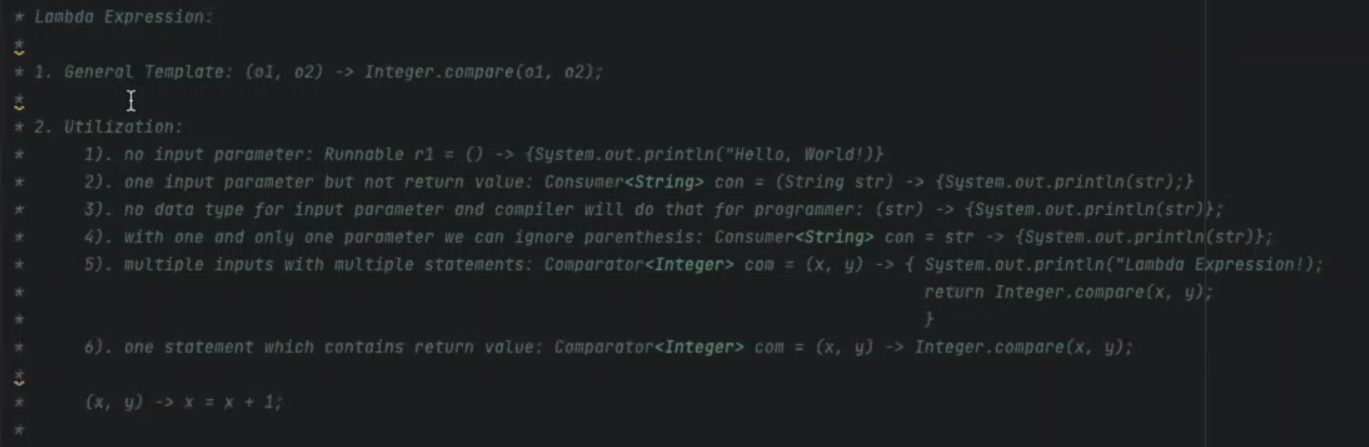 * Lambda Expression:
*
* 1. General Template: (o1, o2) -> Integer.compare(o1, o2);
*
* 2. Utilization:
* 1). no input parameter: Runnable r1 = () -> {System.out.println("Hello, World!)}
* 2). one input parameter but not return value: Consumer<String> con = (String str) -> {System.out.println(str);}
* 3). no data type for input parameter and compiler will do that for programmer: (str) -> {System.out.println(str)};
* 4). with one and only one parameter we can ignore parenthesis: Consumer<String> con = str -> {System.out.println(str)};
* 5). multiple inputs with multiple statements: Comparator<Integer> com = (x, y) -> { System.out.println("Lambda Expression!);
* return Integer.compare(x, y);
* }
* 6). one statement which contains return value: Comparator<Integer> com = (x, y) -> Integer.compare(x, y);
*
* (x, y) -> x = x + 1;
*